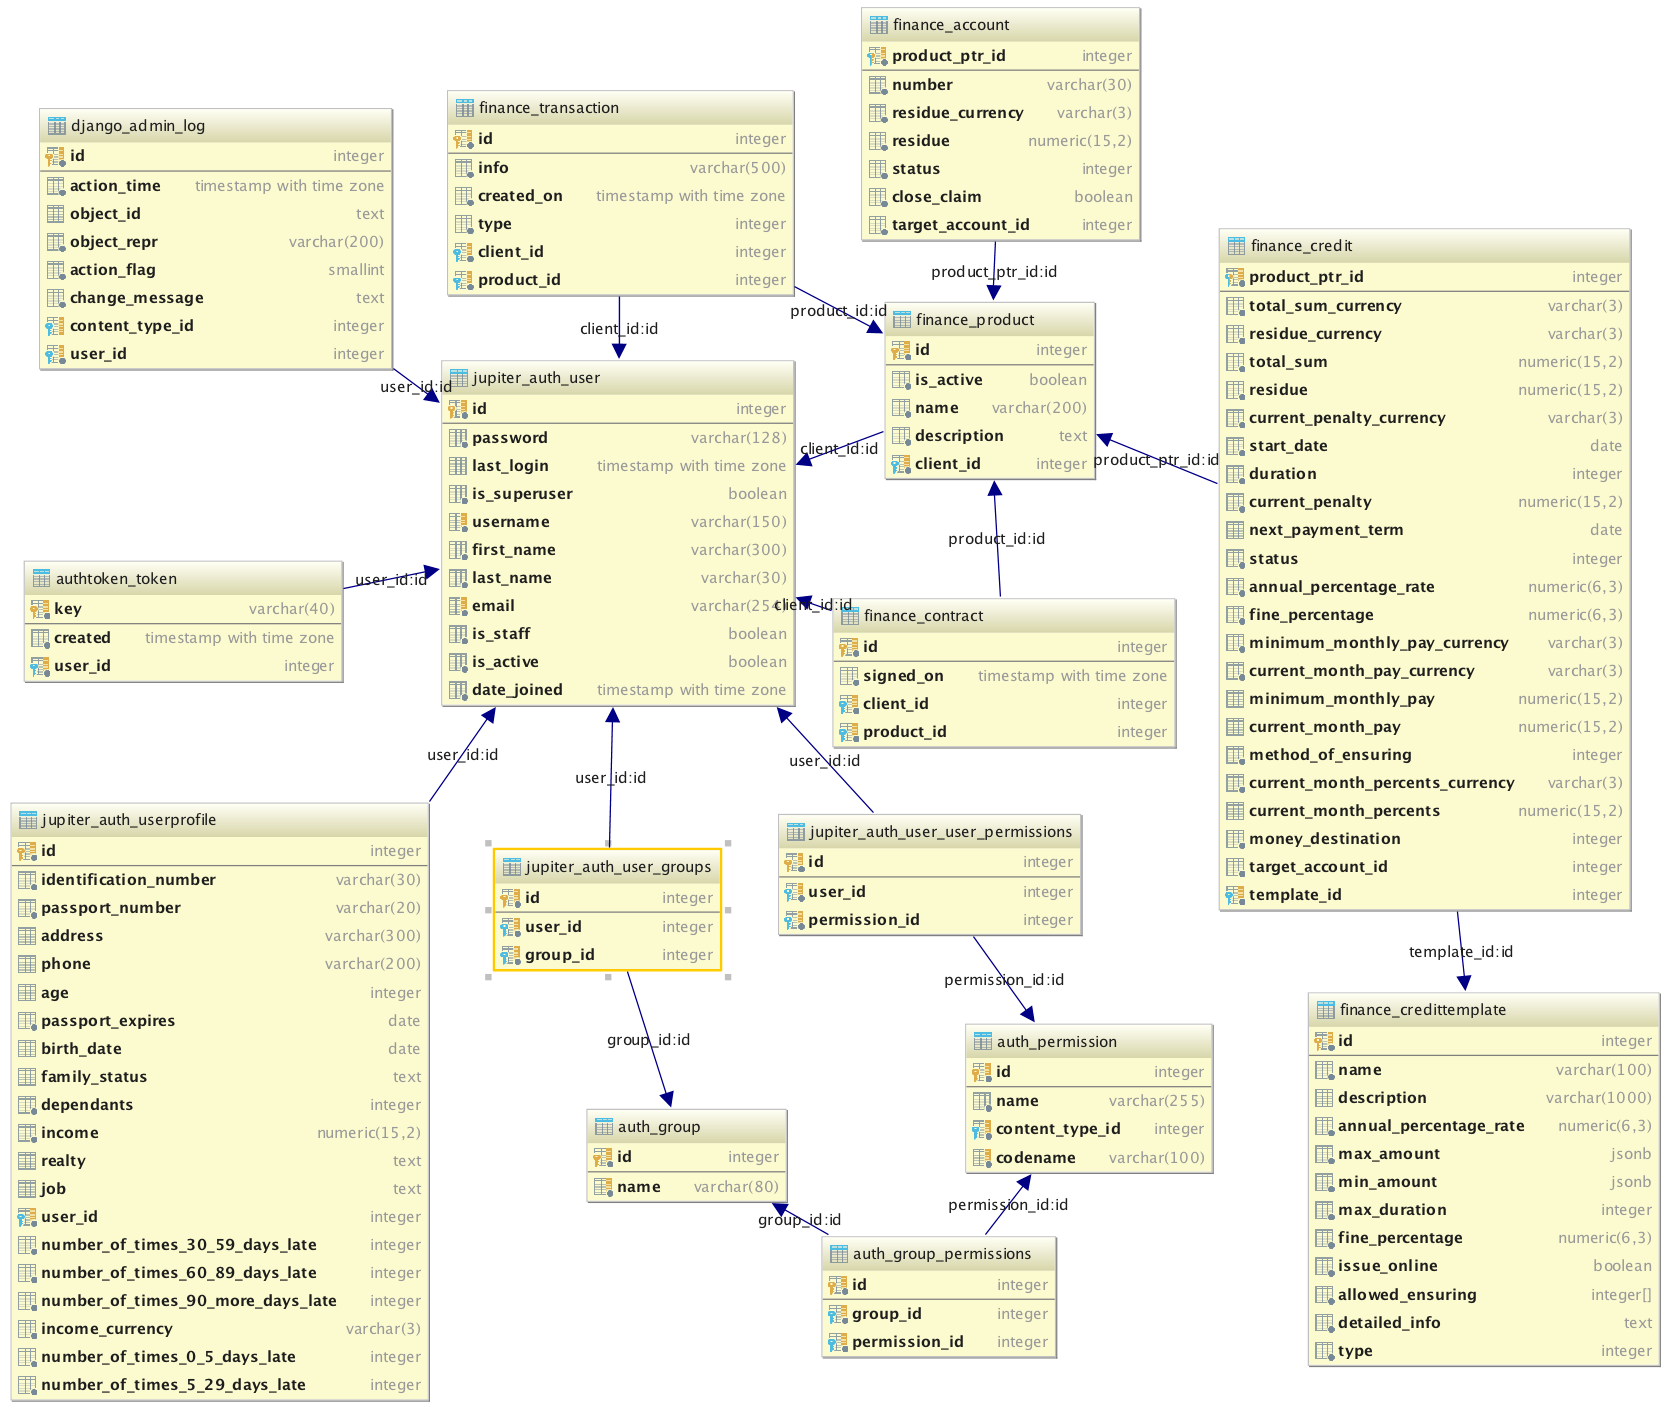 finance_account
product_ptr_id integer
number varchar(30)
residue_currency varchar(3)
residue numeric(15,2)
status integer
close_claim boolean
target_account_id integer
product_ptr_id:id
finance_transaction
id integer
info varchar(500)
created_on timestamp with time zone
type integer
client_id integer
product_id integer
client_id:id
product_id:id
django_admin_log
id integer
action_time timestamp with time zone
object_id text
object_repr varchar(200)
action_flag smallint
change_message text
content_type_id integer
user_id integer
user_id:id
finance_product
id integer
is_active boolean
name varchar(200)
description text
client_id integer
client_id:id
finance_credit
product_ptr_id integer
total_sum_currency varchar(3)
residue_currency varchar(3)
total_sum numeric(15,2)
residue numeric(15,2)
current_penalty_currency varchar(3)
start_date date
duration integer
current_penalty numeric(15,2)
next_payment_term date
status integer
annual_percentage_rate numeric(6,3)
fine_percentage numeric(6,3)
minimum_monthly_pay_currency varchar(3)
current_month_pay_currency varchar(3)
minimum_monthly_pay numeric(15,2)
current_month_pay numeric(15,2)
method_of_ensuring integer
current_month_percents_currency varchar(3)
current_month_percents numeric(15,2)
money_destination integer
target_account_id integer
template_id integer
product_ptr_id:id
template_id:id
jupiter_auth_user
id integer
password varchar(128)
last_login timestamp with time zone
is_superuser boolean
username varchar(150)
first_name varchar(300)
last_name varchar(30)
email varchar(254)
is_staff boolean
is_active boolean
date_joined timestamp with time zone
authtoken_token
key varchar(40)
created timestamp with time zone
user_id integer
user_id:id
product_id:id
client_id:id
finance_contract
id integer
signed_on timestamp with time zone
client_id integer
product_id integer
user_id:id
user_id:id
user_id:id
jupiter_auth_userprofile
id integer
identification_number varchar(30)
passport_number varchar(20)
address varchar(300)
phone varchar(200)
age integer
passport_expires date
birth_date date
family_status text
dependants integer
income numeric(15,2)
realty text
job text
user_id integer
number_of_times_30_59_days_late integer
number_of_times_60_89_days_late integer
number_of_times_90_more_days_late integer
income_currency varchar(3)
number_of_times_0_5_days_late integer
number_of_times_5_29_days_late integer
jupiter_auth_user_groups
id integer
user_id integer
group_id integer
group_id:id
jupiter_auth_user_user_permissions
id integer
user_id integer
permission_id integer
permission_id:id
auth_permission
id integer
name varchar(255)
content_type_id integer
codename varchar(100)
permission_id:id
auth_group
id integer
name varchar(80)
group_id:id
auth_group_permissions
id integer
group_id integer
permission_id integer
finance_credittemplate
id integer
name varchar(100)
description varchar(1000)
annual_percentage_rate numeric(6,3)
max_amount jsonb
min_amount jsonb
max_duration integer
fine_percentage numeric(6,3)
issue_online boolean
allowed_ensuring integer[]
detailed_info text
type integer